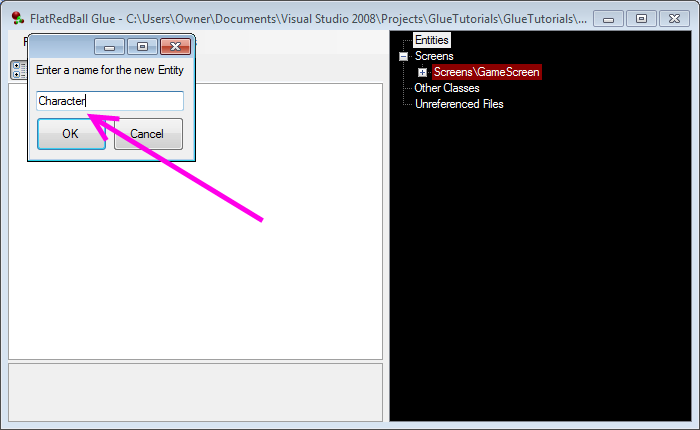 FlatRedBall Glue - C:\Users\Owner\Documents\Visual Studio 2008\Projects\GlueTutorials\GlueTutorials\...
Enter a name for the new Entity
Character
OK
Cancel
Entities
Screens
Screens\GameScreen
Other Classes
Unreferenced Files